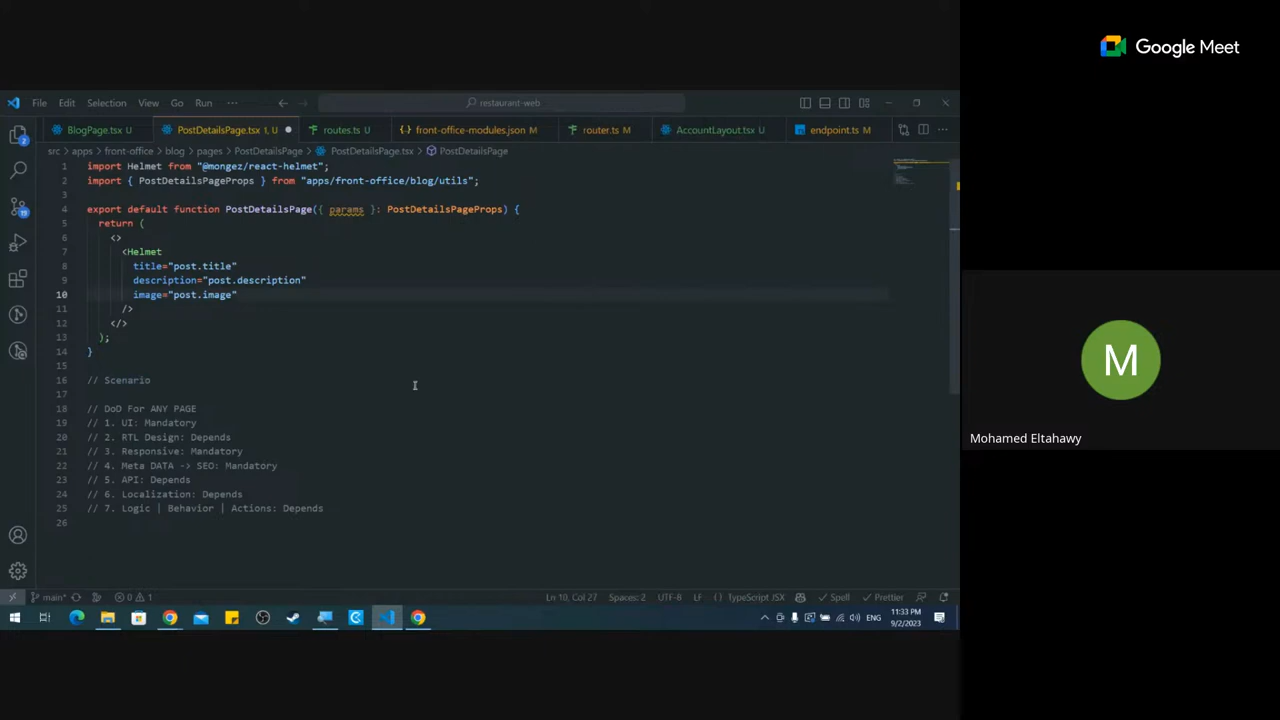 Google Meet
File Edit Selection View Go Run ··· restaurant-web
BlogPage.tsx U PostDetailsPage.tsx 1, U routes.ts U front-office-modules.json M router.ts M AccountLayout.tsx U endpoint.ts M
src > apps > front-office > blog > pages > PostDetailsPage > PostDetailsPage.tsx > PostDetailsPage
1 import Helmet from "@mongez/react-helmet";
2 import { PostDetailsPageProps } from "apps/front-office/blog/utils";
3
4 export default function PostDetailsPage({ params }: PostDetailsPageProps) {
5 return (
6 <>
7 <Helmet
8 title="post.title"
9 description="post.description"
10 image="post.image"
11 />
12 </>
13 );
14 }
15
16 // Scenario
17
18 // DoD For ANY PAGE
19 // 1. UI: Mandatory
20 // 2. RTL Design: Depends
21 // 3. Responsive: Mandatory
22 // 4. Meta DATA -> SEO: Mandatory
23 // 5. API: Depends
24 // 6. Localization: Depends
25 // 7. Logic | Behavior | Actions: Depends
26
M
Mohamed Eltahawy
main* 0 1 Ln 10, Col 27 Spaces: 2 UTF-8 LF { } TypeScript JSX Spell Prettier
ENG 11:33 PM
9/2/2023